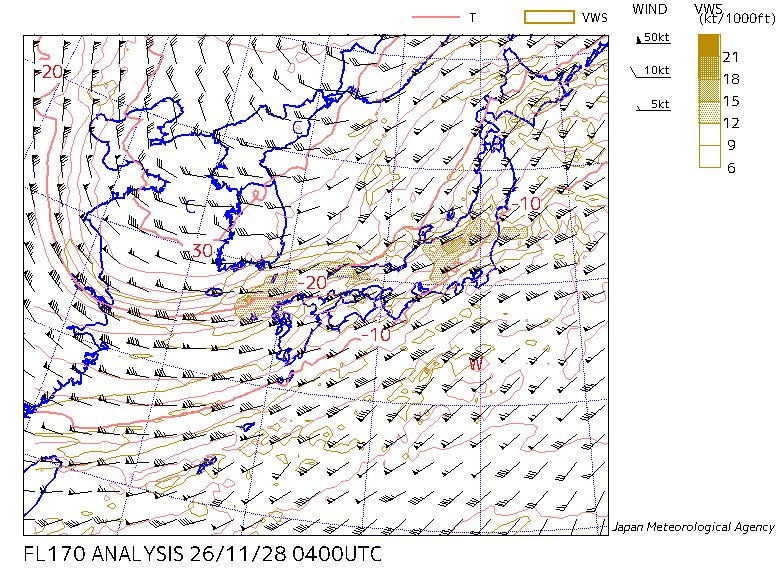 T VWS WIND VWS
(kt/1000ft)
50kt
10kt
5kt
21
18
15
12
9
6
-20
C
C
-10
30
-20
-10
W
Japan Meteorological Agency
FL170 ANALYSIS 26/11/28 0400UTC